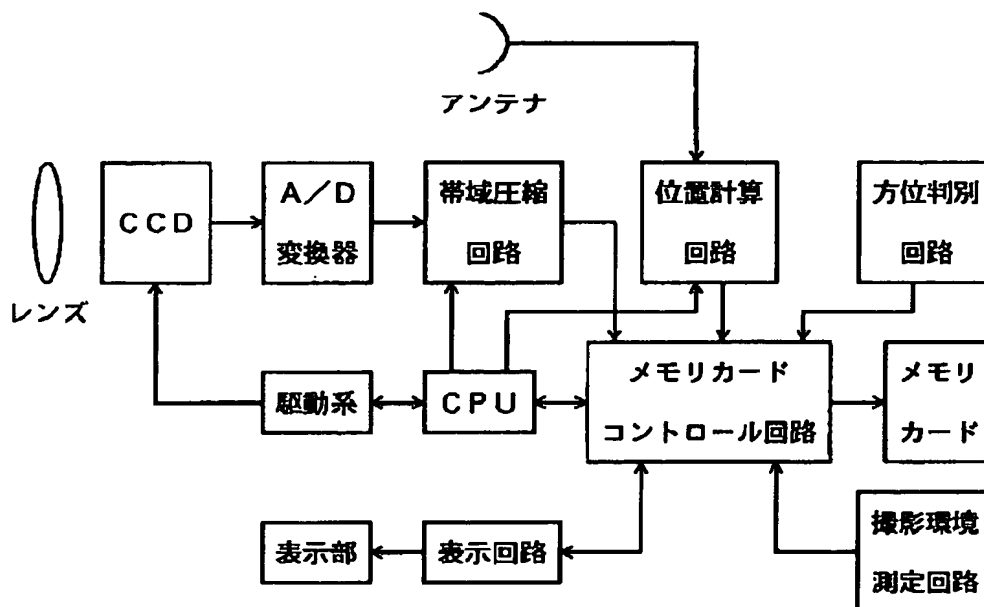 アンテナ
レンズ
CCD
A/D
変換器
帯域圧縮
回路
位置計算
回路
方位判別
回路
駆動系
CPU
メモリカード
コントロール回路
メモリ
カード
表示部
表示回路
撮影環境
測定回路